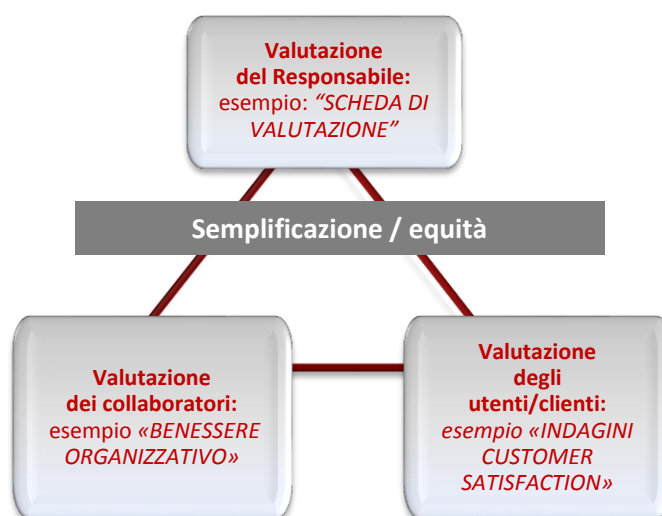 Valutazione
del Responsabile:
esempio: “SCHEDA DI
VALUTAZIONE”
Semplificazione / equità
Valutazione
dei collaboratori:
esempio «BENESSERE
ORGANIZZATIVO»
Valutazione
degli
utenti/clienti:
esempio «INDAGINI
CUSTOMER
SATISFACTION»